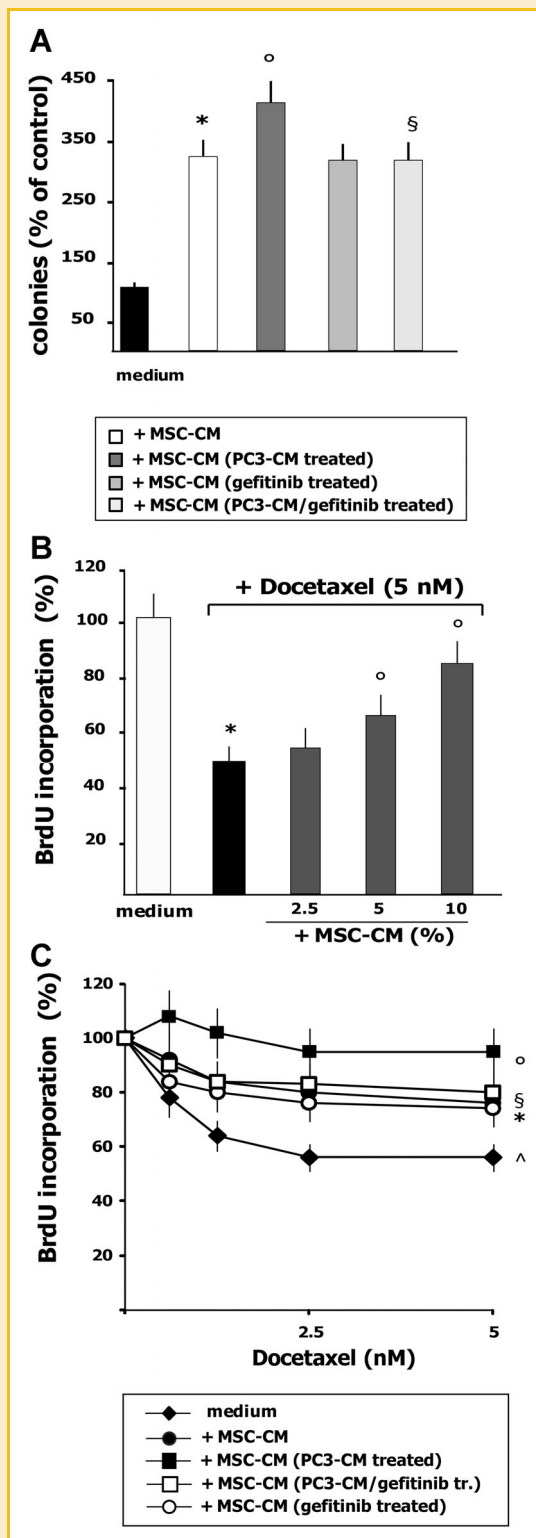 A
colonies (% of control)
450
350
250
150
50
*
o
§
medium
+ MSC-CM
+ MSC-CM (PC3-CM treated)
+ MSC-CM (gefitinib treated)
+ MSC-CM (PC3-CM/gefitinib treated)
B
BrdU incorporation (%)
120
100
80
60
40
20
+ Docetaxel (5 nM)
*
o
o
medium
2.5 5 10
+ MSC-CM (%)
C
BrdU incorporation (%)
120
100
80
60
40
20
o
§
*
^
2.5 5
Docetaxel (nM)
medium
+ MSC-CM
+ MSC-CM (PC3-CM treated)
+ MSC-CM (PC3-CM/gefitinib tr.)
+ MSC-CM (gefitinib treated)